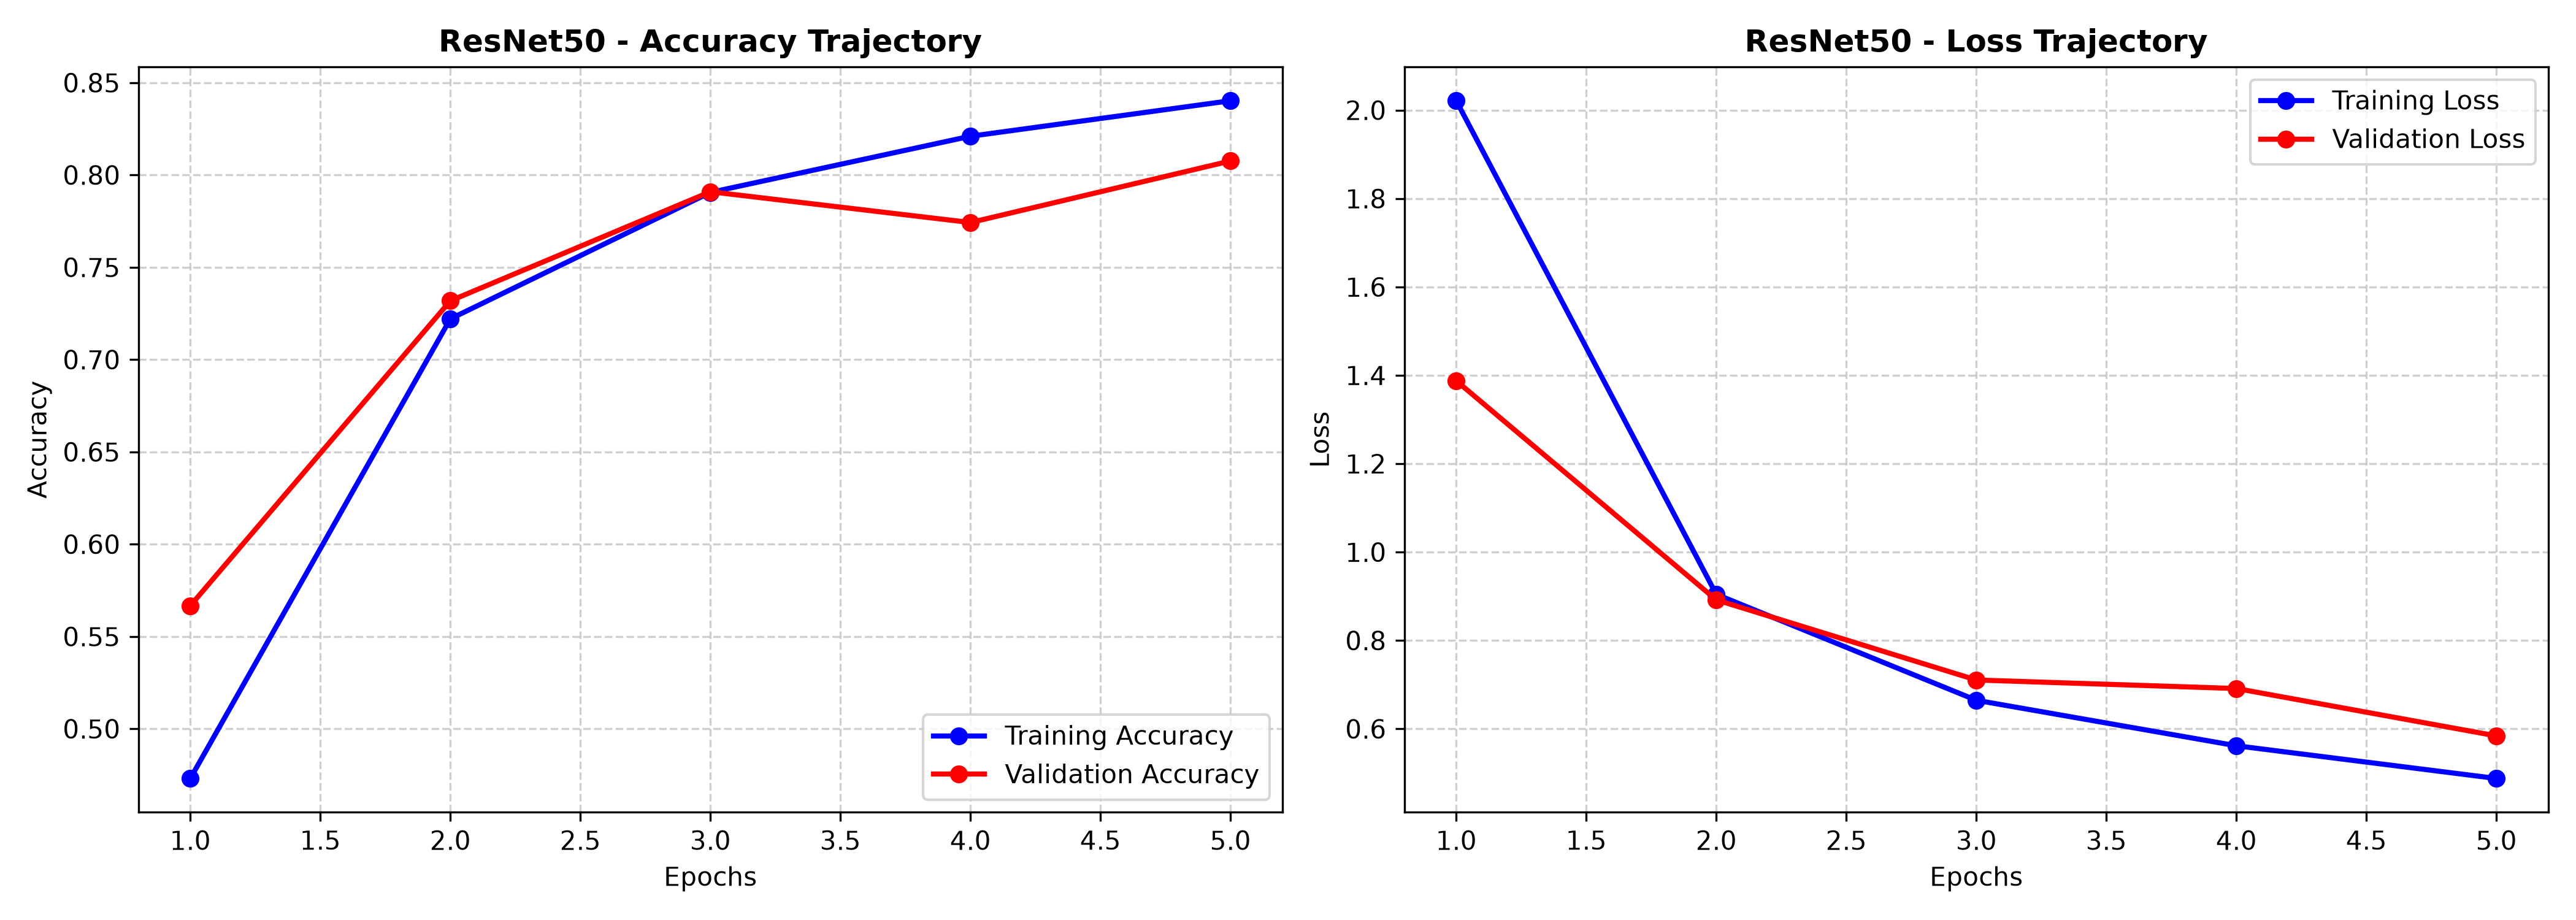 ResNet50 - Accuracy Trajectory
0.85
0.80
0.75
0.70
0.65
0.60
0.55
0.50
Accuracy
Training Accuracy
Validation Accuracy
1.0 1.5 2.0 2.5 3.0 3.5 4.0 4.5 5.0
Epochs
ResNet50 - Loss Trajectory
2.0
1.8
1.6
1.4
1.2
1.0
0.8
0.6
Loss
Training Loss
Validation Loss
1.0 1.5 2.0 2.5 3.0 3.5 4.0 4.5 5.0
Epochs